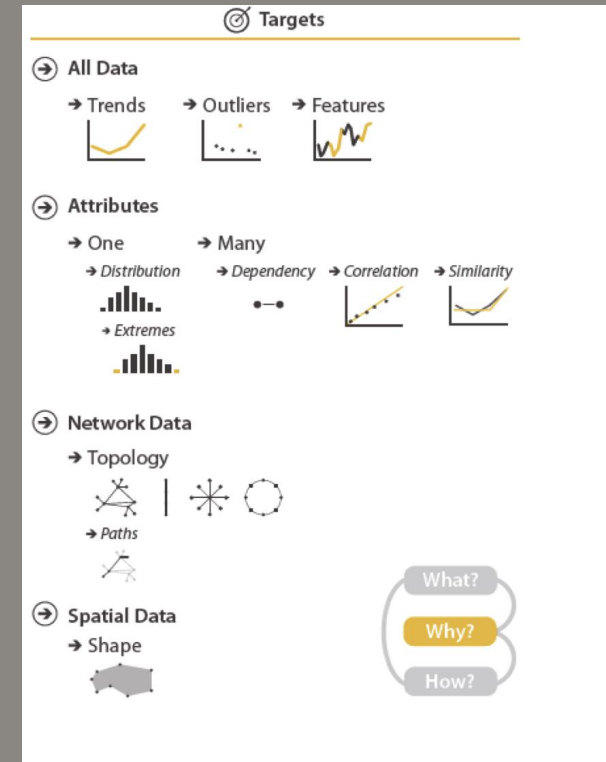 Targets
All Data
Trends Outliers Features
Attributes
One Many
Distribution Dependency Correlation Similarity
Extremes
Network Data
Topology
Paths
Spatial Data
Shape
What?
Why?
How?